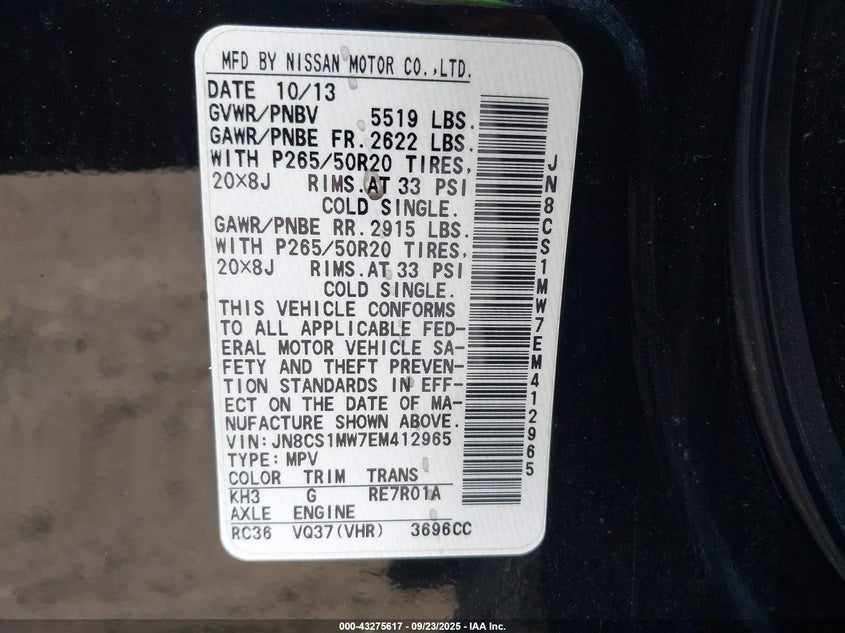 MFD BY NISSAN MOTOR CO.,LTD.
DATE 10/13
GVWR/PNBV 5519 LBS.
GAWR/PNBE FR. 2622 LBS.
WITH P265/50R20 TIRES,
20×8J RIMS.AT 33 PSI
COLD SINGLE.
GAWR/PNBE RR. 2915 LBS.
WITH P265/50R20 TIRES,
20×8J RIMS.AT 33 PSI
COLD SINGLE.
THIS VEHICLE CONFORMS
TO ALL APPLICABLE FED-
ERAL MOTOR VEHICLE SA-
FETY AND THEFT PREVEN-
TION STANDARDS IN EFF-
ECT ON THE DATE OF MA-
NUFACTURE SHOWN ABOVE.
VIN:JN8CS1MW7EM412965
TYPE:MPV
COLOR TRIM TRANS
KH3 G RE7R01A
AXLE ENGINE
RC36 VQ37(VHR) 3696CC
JN8CS1MW7EM412965
000-43275617 - 09/23/2025 - IAA Inc.